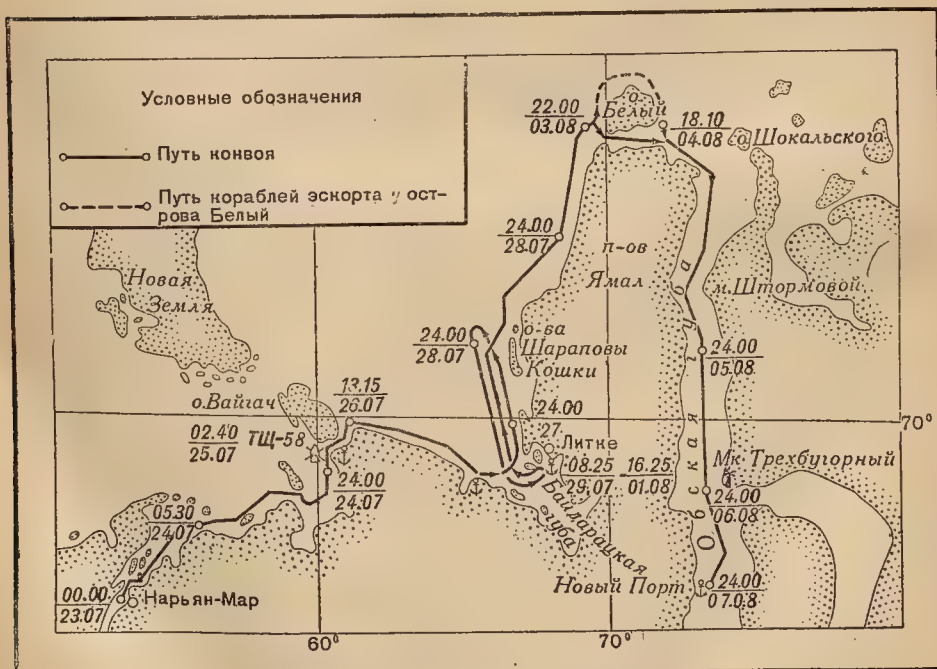 Условные обозначения
Путь конвоя
Путь кораблей эскорта у ост-
рова Белый
22.00
03.08
о.
Белый
18.10
04.08
Шокальского
24.00
28.07
п-ов
Ямал
м.Штормовой
Новая
Земля
24.00
28.07
о-ва
Шараповы
Кошки
24.00
05.08
Обская губа
о.Вайгач
13.15
26.07
02.40
25.07
ТЩ-58
24.00
27.
Литке
70°
08.25
29.07
16.25
01.08
Мк. Трехбугорный
24.00
24.07
Байдарацкая
губа
24.00
06.08
05.30
24.07
Новый Порт
24.00
07.08
00.00
23.07
Нарьян-Мар
60°
70°